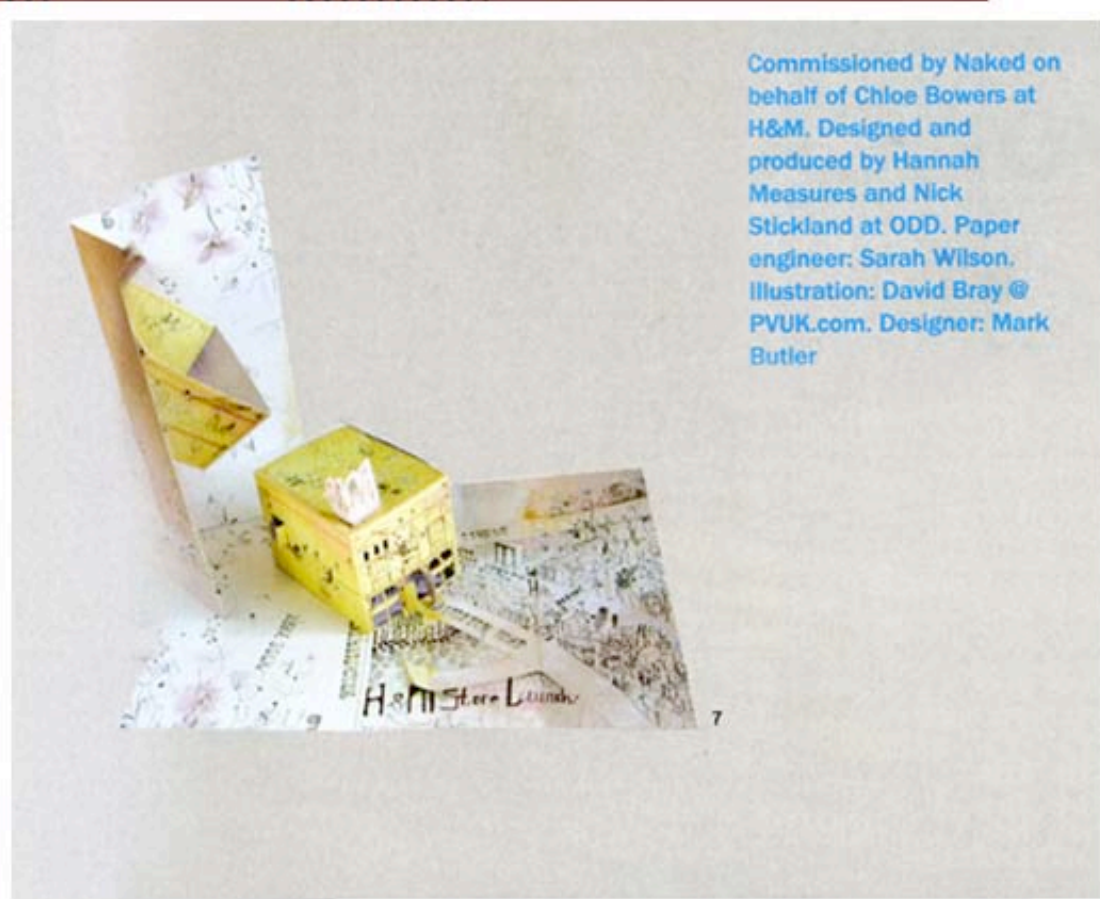 Commissioned by Naked on
behalf of Chloe Bowers at
H&M. Designed and
produced by Hannah
Measures and Nick
Stickland at ODD. Paper
engineer: Sarah Wilson.
Illustration: David Bray @
PVUK.com. Designer: Mark
Butler
H&M Store Launch
7